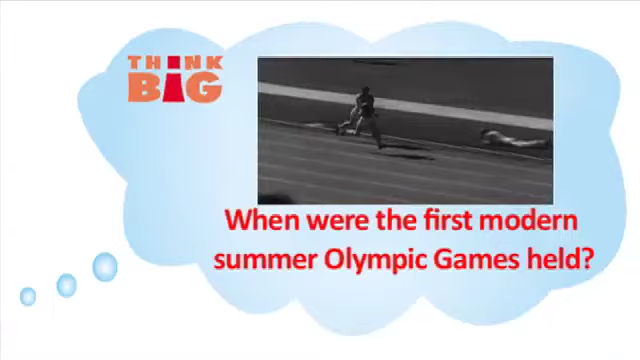 THINK
BIG
When were the first modern
summer Olympic Games held?